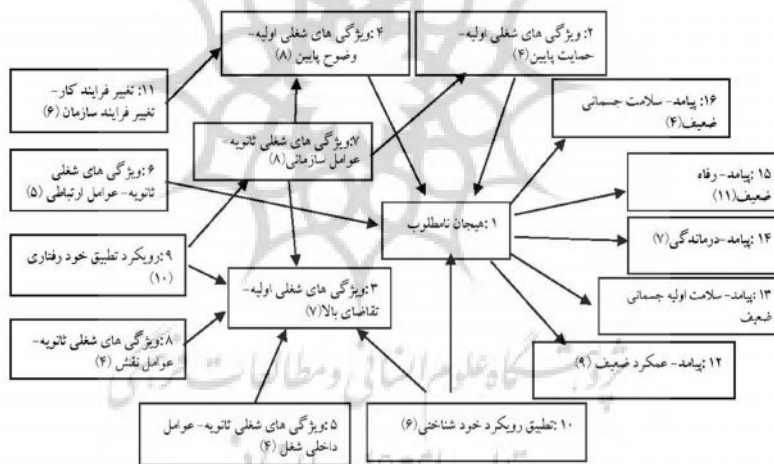 ۴:ویژگی های شغلی اولیه-
وضوح پایین (۸)
۲: ویژگی های شغلی اولیه-
حمایت پایین(۴)
۱۱: تغییر فرایند کار-
تغییر فرایند سازمان (۶)
۱۶: پیامد- سلامت جسمانی
ضعیف(۴)
۷:ویژگی های شغلی ثانویه-
عوامل سازمانی(۸)
۶: ویژگی های شغلی
ثانویه- عوامل ارتباطی (۵)
۱۵ :پیامد- رفاه
ضعیف(۱۱)
۱ :هیجان نامطلوب
۱۴ :پیامد-درماندگی(۷)
۹:رویکرد تطبیق خود رفتاری
(۱۰)
۳:ویژگی های شغلی اولیه-
تقاضای بالا(۷)
۱۳ :پیامد- سلامت اولیه جسمانی
ضعیف
۸:ویژگی های شغلی ثانویه-
عوامل نقش (۴)
۱۲ :پیامد- عمکرد ضعیف (۹)
پژوهشگاه علوم انسانی و مطالعات فرهنگی
۵:ویژگی های شغلی ثانویه- عوامل
داخلی شغل (۴)
۱۰ :تطبیق رویکرد خود شناختی(۶)